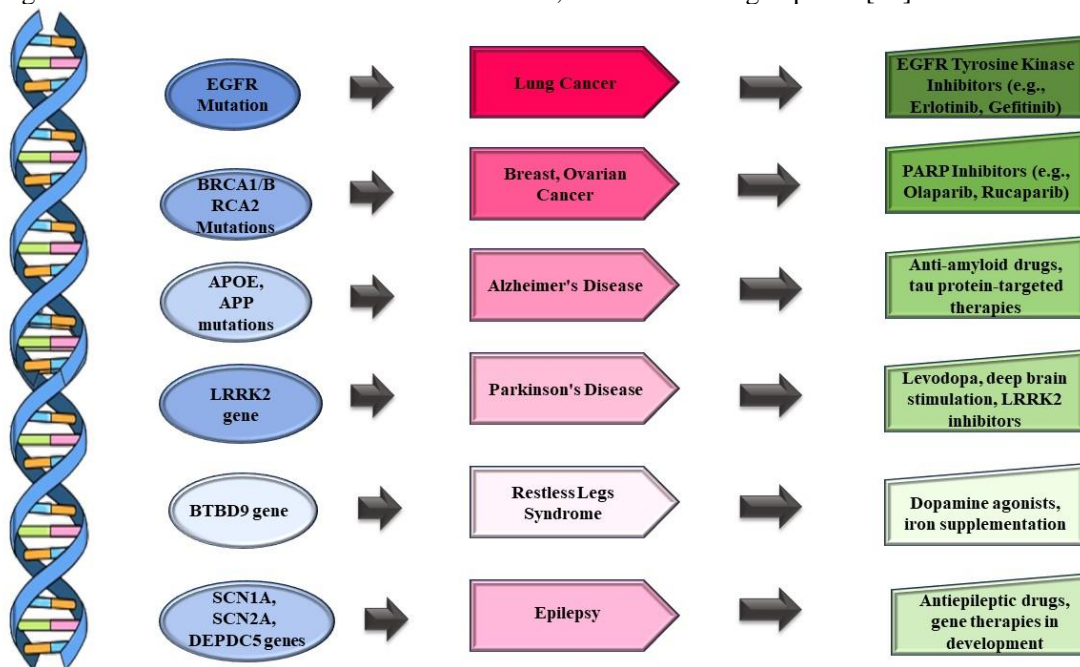 EGFR
Mutation
Lung Cancer
EGFR Tyrosine Kinase
Inhibitors (e.g.,
Erlotinib, Gefitinib)
BRCA1/B
RCA2
Mutations
Breast, Ovarian
Cancer
PARP Inhibitors (e.g.,
Olaparib, Rucaparib)
APOE,
APP
mutations
Alzheimer's Disease
Anti-amyloid drugs,
tau protein-targeted
therapies
LRRK2
gene
Parkinson's Disease
Levodopa, deep brain
stimulation, LRRK2
inhibitors
BTBD9 gene
Restless Legs
Syndrome
Dopamine agonists,
iron supplementation
SCN1A,
SCN2A,
DEPDC5 genes
Epilepsy
Antiepileptic drugs,
gene therapies in
development